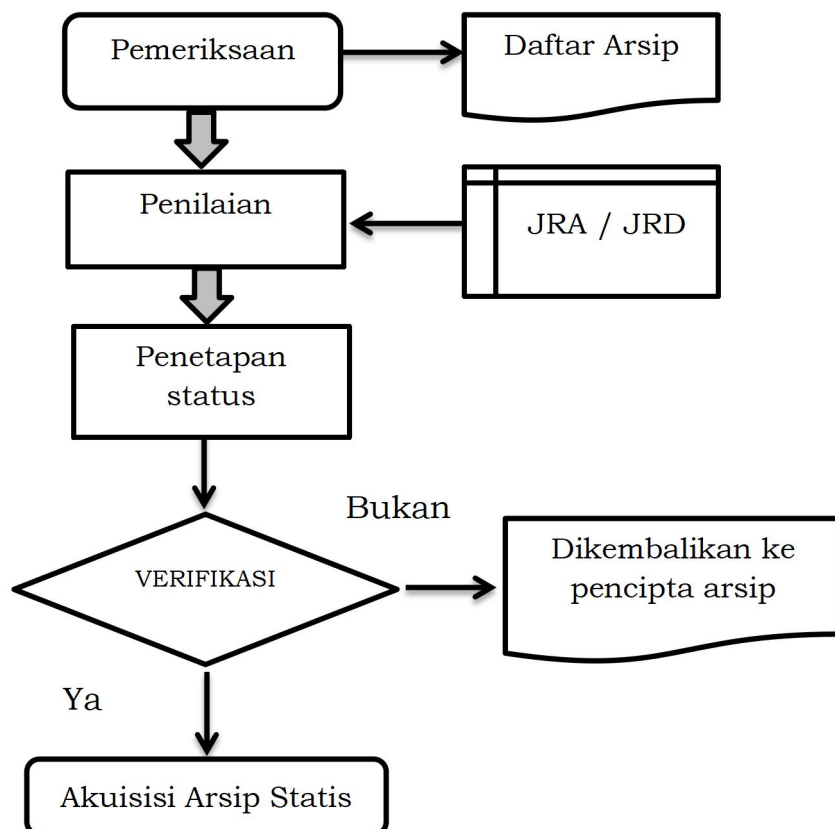 Pemeriksaan
Daftar Arsip
Penilaian
JRA / JRD
Penetapan
status
Bukan
VERIFIKASI
Dikembalikan ke
pencipta arsip
Ya
Akuisisi Arsip Statis